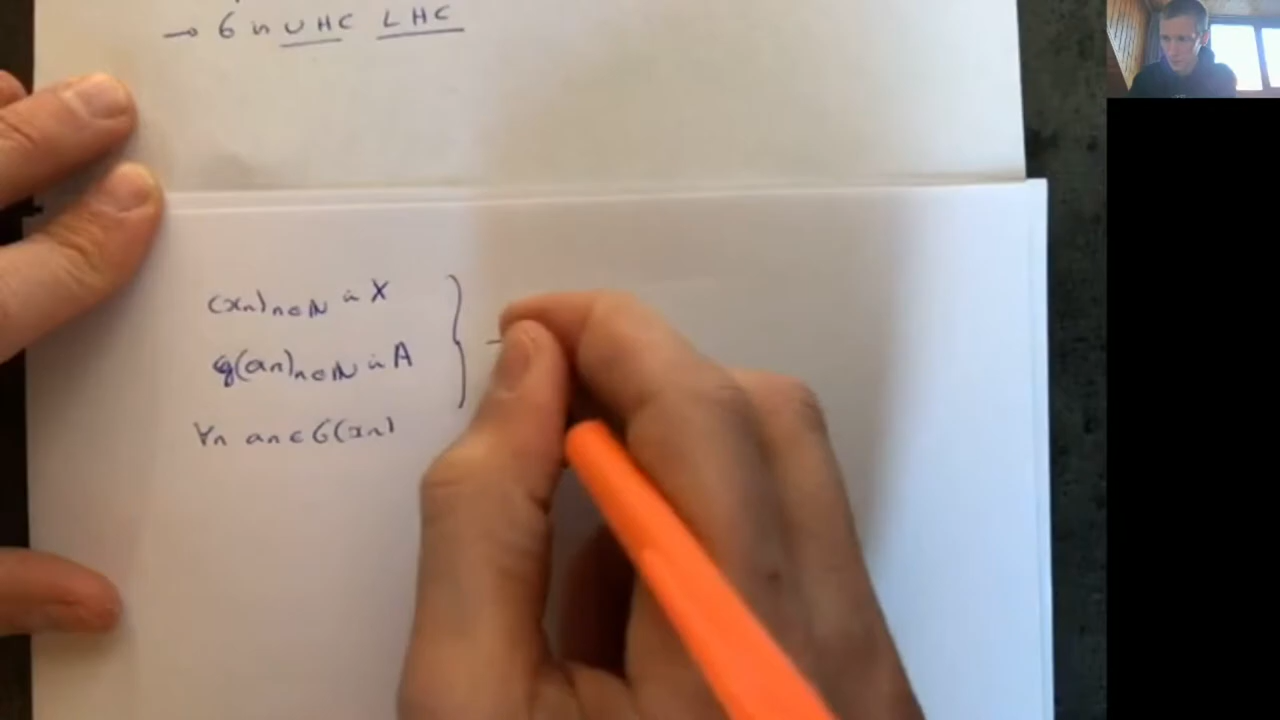 → G is UHC LHC
(xn)n∈ℕ in X
(an)n∈ℕ in A
∀n an ∈ G(xn)